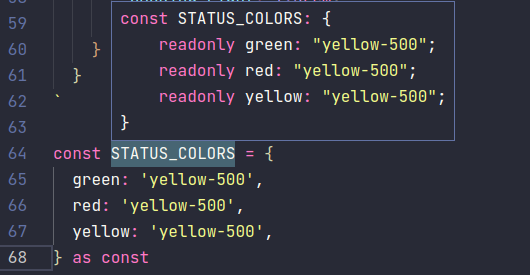 59
const STATUS_COLORS: {
readonly green: "yellow-500";
readonly red: "yellow-500";
readonly yellow: "yellow-500";
}
60 }
61 }
62 `
63
64 const STATUS_COLORS = {
65 green: 'yellow-500',
66 red: 'yellow-500',
67 yellow: 'yellow-500',
68 } as const